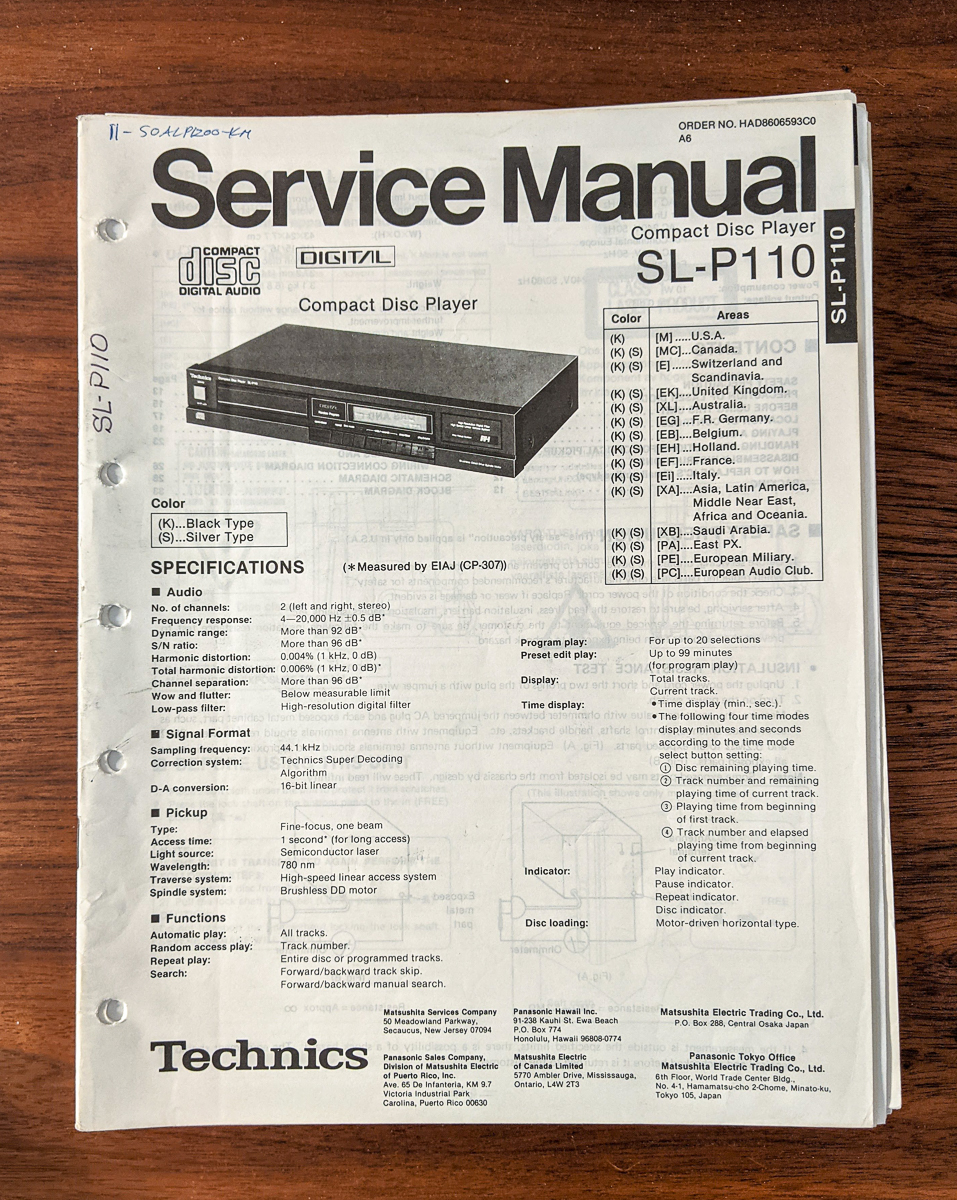 11-SOALP1200-KM
ORDER NO. HAD8606593C0
A6
Service Manual
Compact Disc Player
SL-P110
SL-P110
COMPACT
disc
DIGITAL AUDIO
DIGITAL
Compact Disc Player
SL-P110
Technics
Color
(K)...Black Type
(S)...Silver Type
Color Areas
(K) [M].....U.S.A.
(K) (S) [MC]...Canada.
(K) (S) [E]......Switzerland and
Scandinavia.
(K) (S) [EK]...United Kingdom.
(K) (S) [XL]...Australia.
(K) (S) [EG]...F.R. Germany.
(K) (S) [EB]...Belgium.
(K) (S) [EH]...Holland.
(K) (S) [EF]....France.
(K) (S) [Ei]....Italy.
(K) (S) [XA]....Asia, Latin America,
Middle Near East,
Africa and Oceania.
(K) (S) [XB]....Saudi Arabia.
(K) (S) [PA]....East PX.
(K) (S) [PE]....European Miliary.
(K) (S) [PC]....European Audio Club.
SPECIFICATIONS (*Measured by EIAJ (CP-307))
■ Audio
No. of channels: 2 (left and right, stereo)
Frequency response: 4—20,000 Hz ±0.5 dB*
Dynamic range: More than 92 dB*
S/N ratio: More than 96 dB*
Harmonic distortion: 0.004% (1 kHz, 0 dB)
Total harmonic distortion: 0.006% (1 kHz, 0 dB)*
Channel separation: More than 96 dB*
Wow and flutter: Below measurable limit
Low-pass filter: High-resolution digital filter
■ Signal Format
Sampling frequency: 44.1 kHz
Correction system: Technics Super Decoding
Algorithm
D-A conversion: 16-bit linear
■ Pickup
Type: Fine-focus, one beam
Access time: 1 second* (for long access)
Light source: Semiconductor laser
Wavelength: 780 nm
Traverse system: High-speed linear access system
Spindle system: Brushless DD motor
■ Functions
Automatic play: All tracks.
Random access play: Track number.
Repeat play: Entire disc or programmed tracks.
Search: Forward/backward track skip.
Forward/backward manual search.
Program play: For up to 20 selections
Preset edit play: Up to 99 minutes
(for program play)
Display: Total tracks.
Current track.
Time display: •Time display (min., sec.).
•The following four time modes
display minutes and seconds
according to the time mode
select button setting:
① Disc remaining playing time.
② Track number and remaining
playing time of current track.
③ Playing time from beginning
of first track.
④ Track number and elapsed
playing time from beginning
of current track.
Indicator: Play indicator.
Pause indicator.
Repeat indicator.
Disc indicator.
Disc loading: Motor-driven horizontal type.
Technics
Matsushita Services Company
50 Meadowland Parkway,
Secaucus, New Jersey 07094
Panasonic Sales Company,
Division of Matsushita Electric
of Puerto Rico, Inc.
Ave. 65 De Infanteria, KM 9.7
Victoria Industrial Park
Carolina, Puerto Rico 00630
Panasonic Hawaii Inc.
91-238 Kauhi St. Ewa Beach
P.O. Box 774
Honolulu, Hawaii 96808-0774
Matsushita Electric
of Canada Limited
5770 Ambler Drive, Mississauga,
Ontario, L4W 2T3
Matsushita Electric Trading Co., Ltd.
P.O. Box 288, Central Osaka Japan
Panasonic Tokyo Office
Matsushita Electric Trading Co., Ltd.
6th Floor, World Trade Center Bldg.,
No. 4-1, Hamamatsu-cho 2-Chome, Minato-ku,
Tokyo 105, Japan